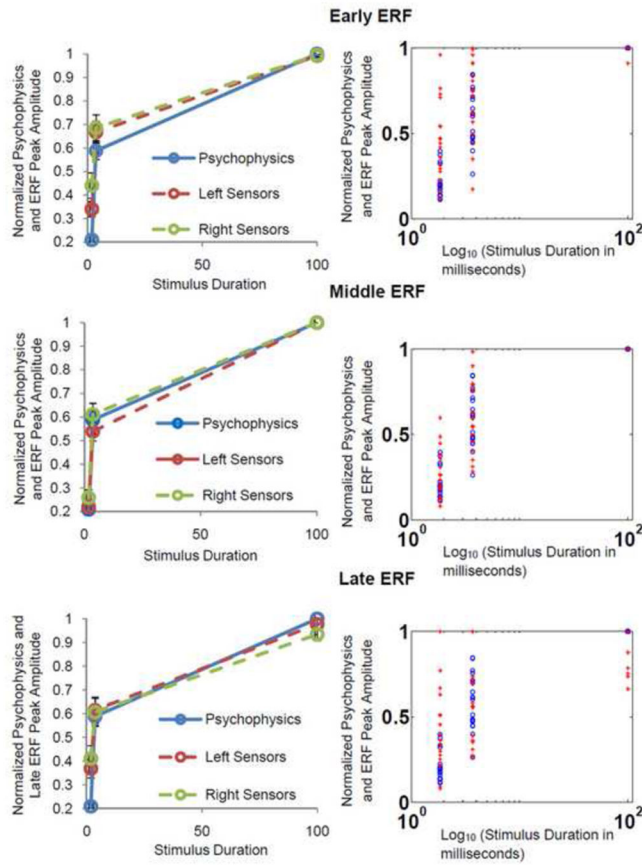 Early ERF
Normalized Psychophysics
and ERF Peak Amplitude
1
0.9
0.8
0.7
0.6
0.5
0.4
0.3
0.2
Psychophysics
Left Sensors
Right Sensors
0
50
100
Stimulus Duration
Normalized Psychophysics
and ERF Peak Amplitude
1
0.5
0
10⁰
10²
Log₁₀ (Stimulus Duration in
milliseconds)
Middle ERF
Normalized Psychophysics
and ERF Peak Amplitude
1
0.9
0.8
0.7
0.6
0.5
0.4
0.3
0.2
Psychophysics
Left Sensors
Right Sensors
0
50
100
Stimulus Duration
Normalized Psychophysics
and ERF Peak Amplitude
1
0.5
0
10⁰
10²
Log₁₀ (Stimulus Duration in
milliseconds)
Late ERF
Normalized Psychophysics and
Late ERF Peak Amplitude
1
0.9
0.8
0.7
0.6
0.5
0.4
0.3
0.2
Psychophysics
Left Sensors
Right Sensors
0
50
100
Stimulus Duration
Normalized Psychophysics
and ERF Peak Amplitude
1
0.5
0
10⁰
10²
Log₁₀ (Stimulus Duration in
milliseconds)